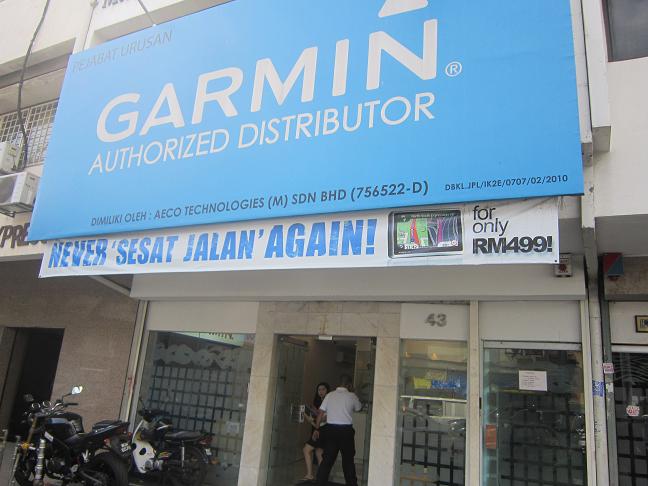 PEJABAT URUSAN
GARMIN®
AUTHORIZED DISTRIBUTOR
DBKL.JPL/IK2E/0707/02/2010
DIMILIKI OLEH : AECO TECHNOLOGIES (M) SDN BHD (756522-D)
NEVER 'SESAT JALAN' AGAIN!
for
only
RM499!
GARMIN
43